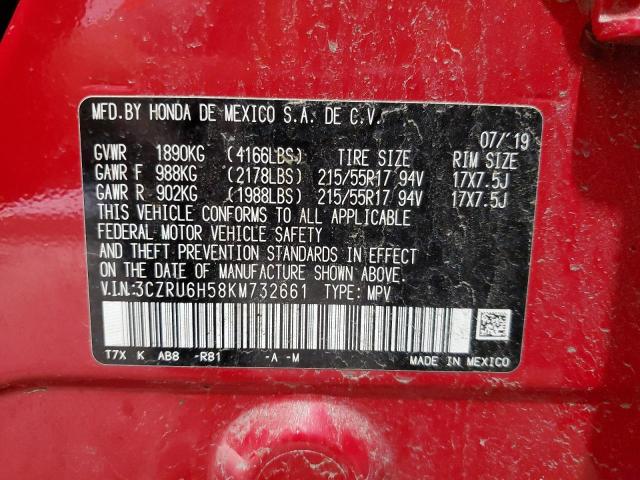 MFD.BY HONDA DE MEXICO S.A. DE C.V.
07/'19
GVWR 1890KG (4166LBS) TIRE SIZE RIM SIZE
GAWR F 988KG (2178LBS) 215/55R17 94V 17X7.5J
GAWR R 902KG (1988LBS) 215/55R17 94V 17X7.5J
THIS VEHICLE CONFORMS TO ALL APPLICABLE
FEDERAL MOTOR VEHICLE SAFETY
AND THEFT PREVENTION STANDARDS IN EFFECT
ON THE DATE OF MANUFACTURE SHOWN ABOVE.
V.I.N:3CZRU6H58KM732661 TYPE: MPV
T7X K AB8 -R81 -A -M MADE IN MEXICO